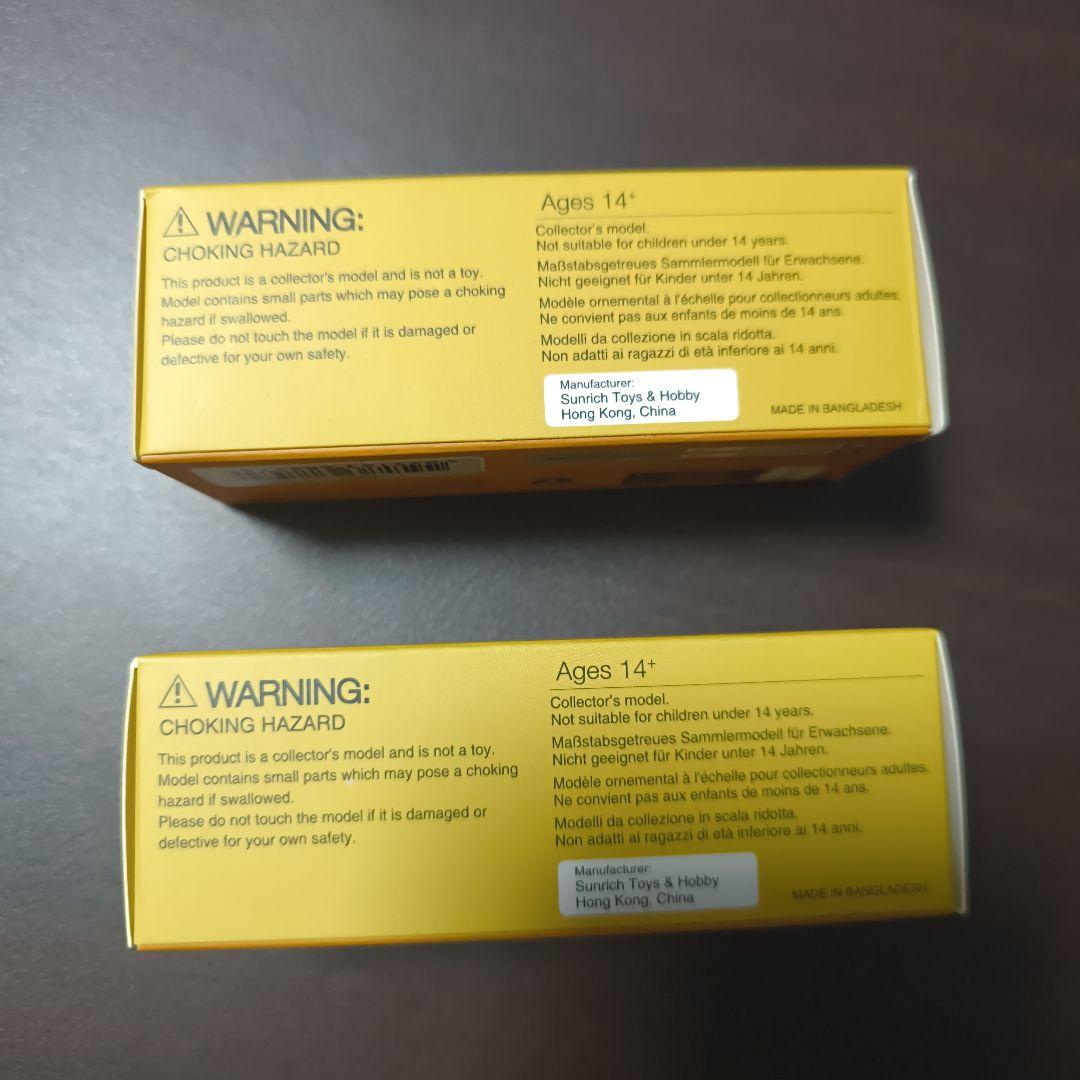 WARNING:
CHOKING HAZARD
This product is a collector's model and is not a toy.
Model contains small parts which may pose a choking
hazard if swallowed.
Please do not touch the model if it is damaged or
defective for your own safety.
Ages 14+
Collector's model.
Not suitable for children under 14 years.
Maßstabsgetreues Sammlermodell für Erwachsene.
Nicht geeignet für Kinder unter 14 Jahren.
Modèle ornemental à l'échelle pour collectionneurs adultes.
Ne convient pas aux enfants de moins de 14 ans.
Modelli da collezione in scala ridotta.
Non adatti ai ragazzi di età inferiore ai 14 anni.
Manufacturer:
Sunrich Toys & Hobby
Hong Kong, China
MADE IN BANGLADESH
WARNING:
CHOKING HAZARD
This product is a collector's model and is not a toy.
Model contains small parts which may pose a choking
hazard if swallowed.
Please do not touch the model if it is damaged or
defective for your own safety.
Ages 14+
Collector's model.
Not suitable for children under 14 years.
Maßstabsgetreues Sammlermodell für Erwachsene.
Nicht geeignet für Kinder unter 14 Jahren.
Modèle ornemental à l'échelle pour collectionneurs adultes.
Ne convient pas aux enfants de moins de 14 ans.
Modelli da collezione in scala ridotta.
Non adatti ai ragazzi di età inferiore ai 14 anni.
Manufacturer:
Sunrich Toys & Hobby
Hong Kong, China
MADE IN BANGLADESH